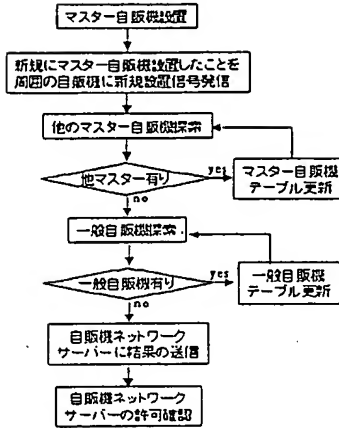 マスター自販機設置
新規にマスター自販機設置したことを
周囲の自販機に新規設置信号発信
他のマスター自販機探索
他マスター有り
yes
マスター自販機
テーブル更新
no
一般自販機探索
一般自販機有り
yes
一般自販機
テーブル更新
no
自販機ネットワーク
サーバーに結果の送信
自販機ネットワーク
サーバーの許可確認